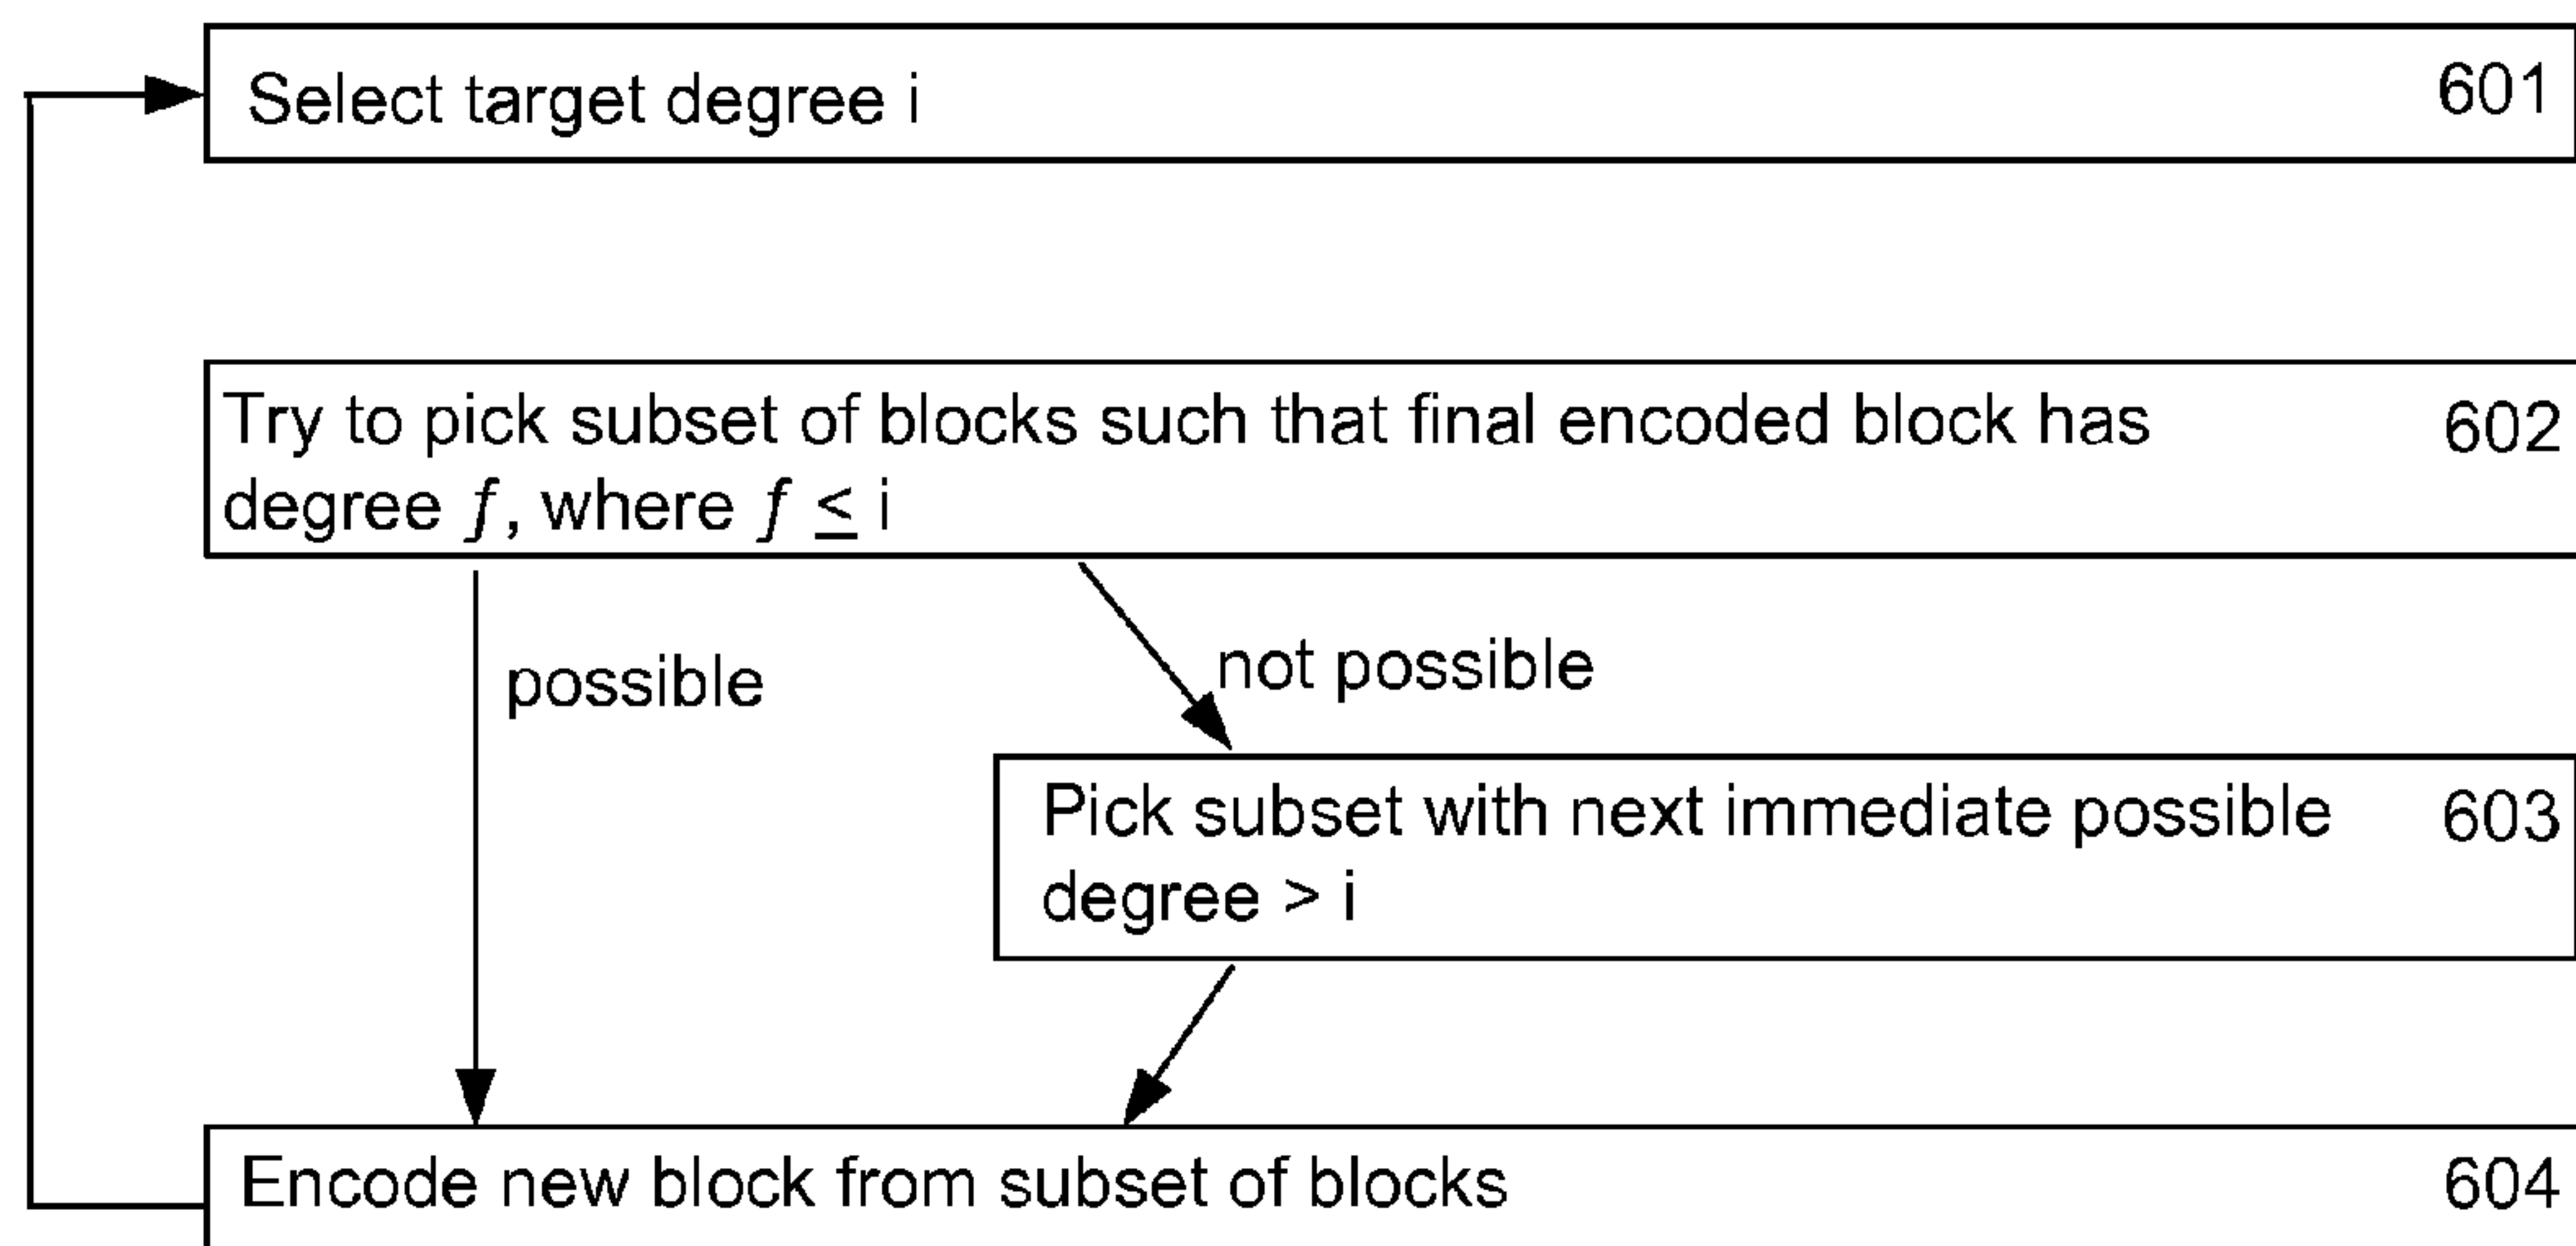 Select target degree i 601
Try to pick subset of blocks such that final encoded block has 602
degree ƒ, where ƒ ≤ i
possible
not possible
Pick subset with next immediate possible 603
degree > i
Encode new block from subset of blocks 604